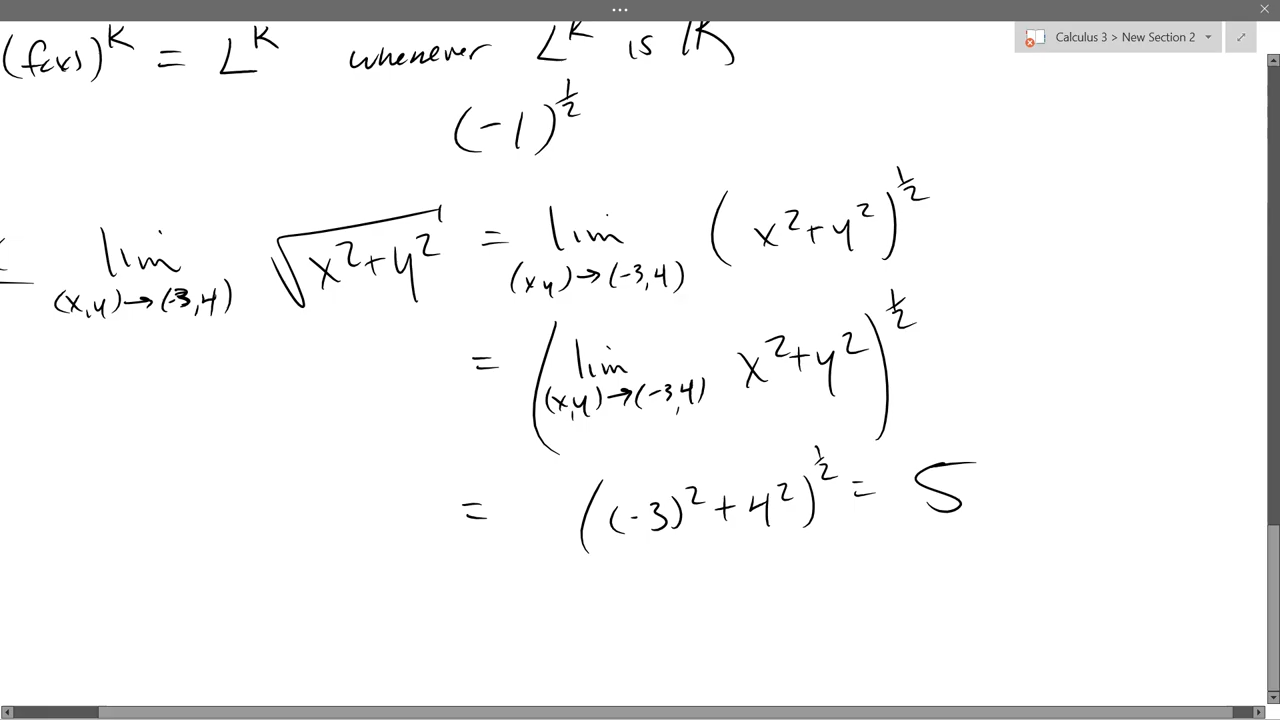 ...
Calculus 3 > New Section 2
(f(x))^K = L^K whenever L^K is ℝ
(-1)^{1/2}
lim_{(x,y)→(-3,4)} √(x²+y²) = lim_{(xy)→(-3,4)} (x²+y²)^{1/2}
= (lim_{(x,y)→(-3,4)} x²+y²)^{1/2}
= ((-3)²+4²)^{1/2} = 5